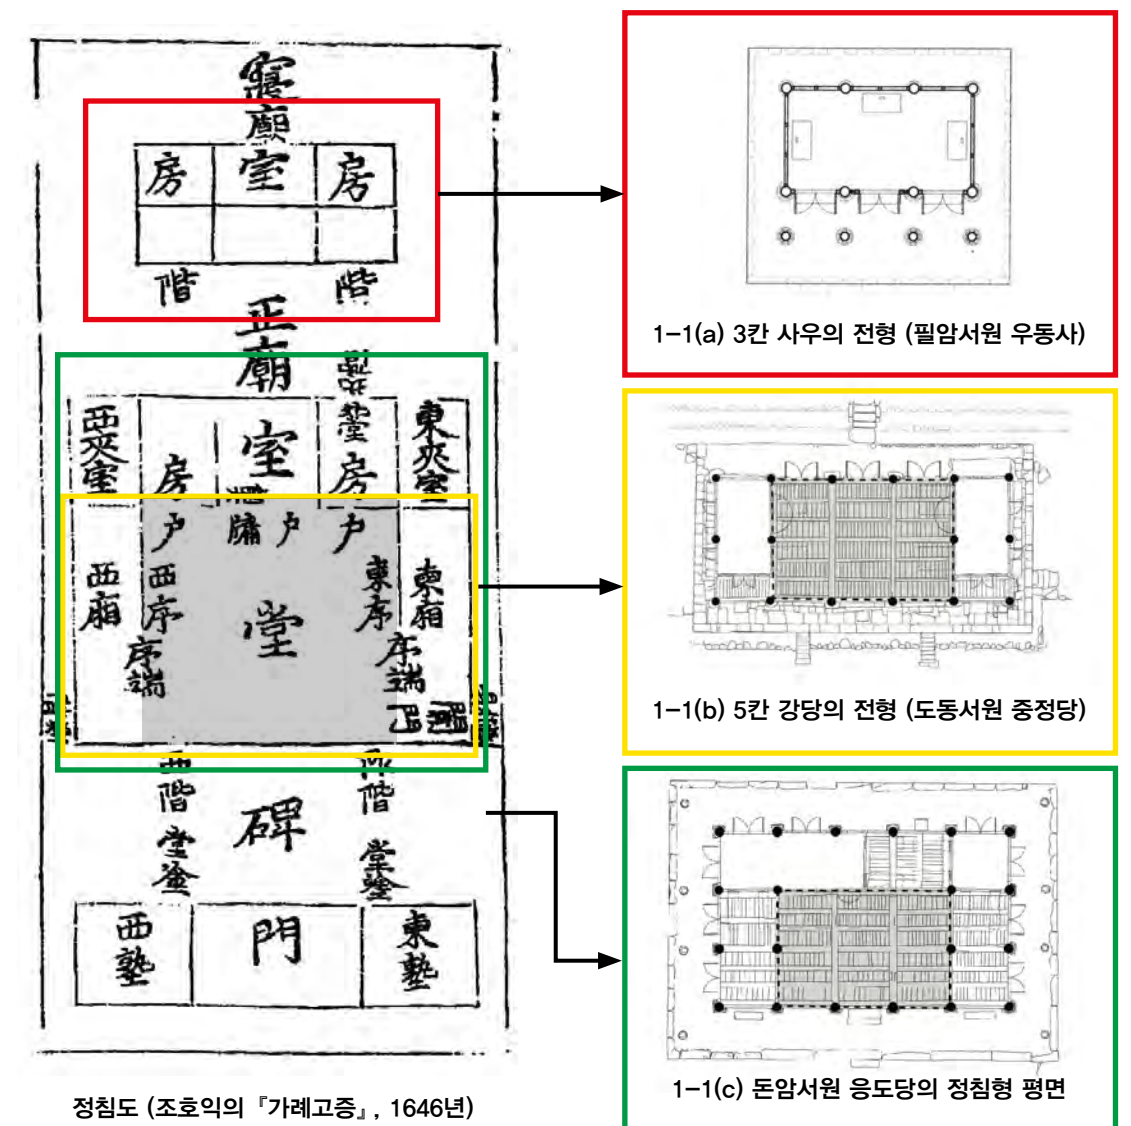 寢
廟
房 室 房
階 階
正
廟
西夾室 房 室 房 東夾室
堂
戶 牖 戶 戶
西廂 西序 堂 東序 東廂
序端 序端
門
西階 碑 阼階
堂塗 堂塗
西塾 門 東塾
정침도 (조호익의 『가례고증』, 1646년)
1-1(a) 3칸 사우의 전형 (필암서원 우동사)
1-1(b) 5칸 강당의 전형 (도동서원 중정당)
1-1(c) 돈암서원 응도당의 정침형 평면